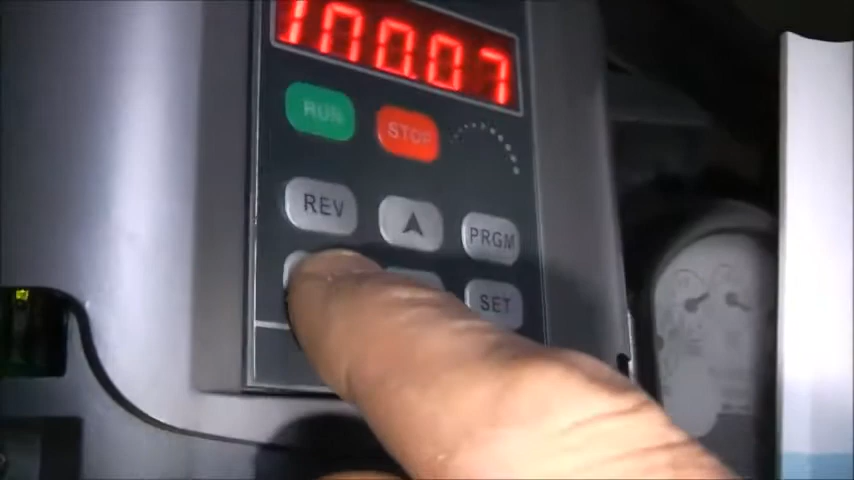 100.07
RUN
STOP
REV
PRGM
SET